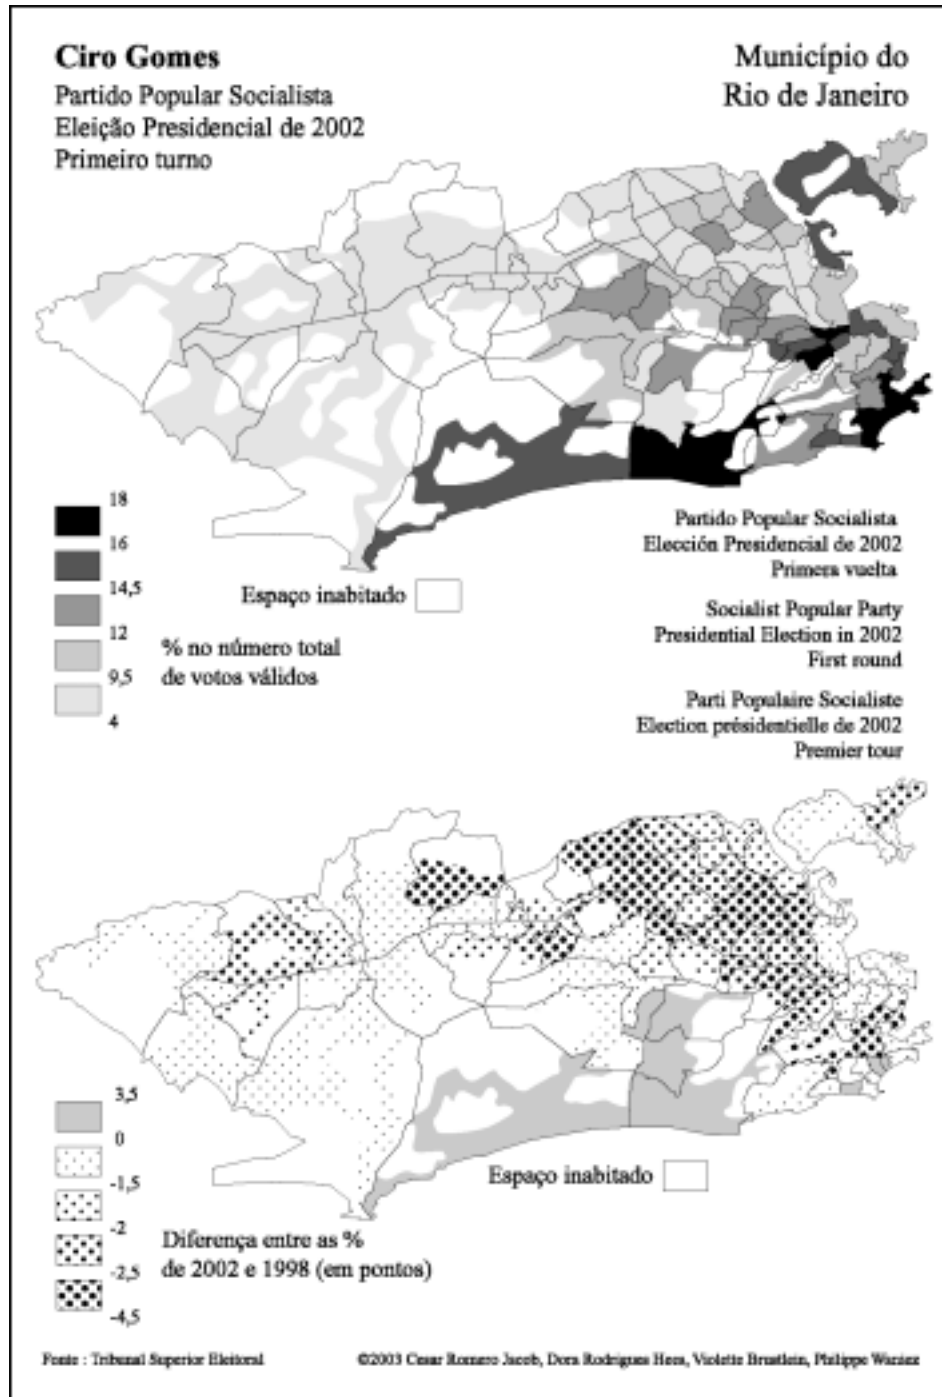 Ciro Gomes
Partido Popular Socialista
Eleição Presidencial de 2002
Primeiro turno
Município do
Rio de Janeiro
18
16
14,5
12
9,5
4
% no número total
de votos válidos
Espaço inabitado
Partido Popular Socialista
Elección Presidencial de 2002
Primera vuelta
Socialist Popular Party
Presidential Election in 2002
First round
Parti Populaire Socialiste
Election présidentielle de 2002
Premier tour
3,5
0
-1,5
-2
-2,5
-4,5
Diferença entre as %
de 2002 e 1998 (em pontos)
Espaço inabitado
Fonte : Tribunal Superior Eleitoral
©2003 Cesar Romero Jacob, Dora Rodrigues Hees, Violette Brustlein, Philippe Waniez